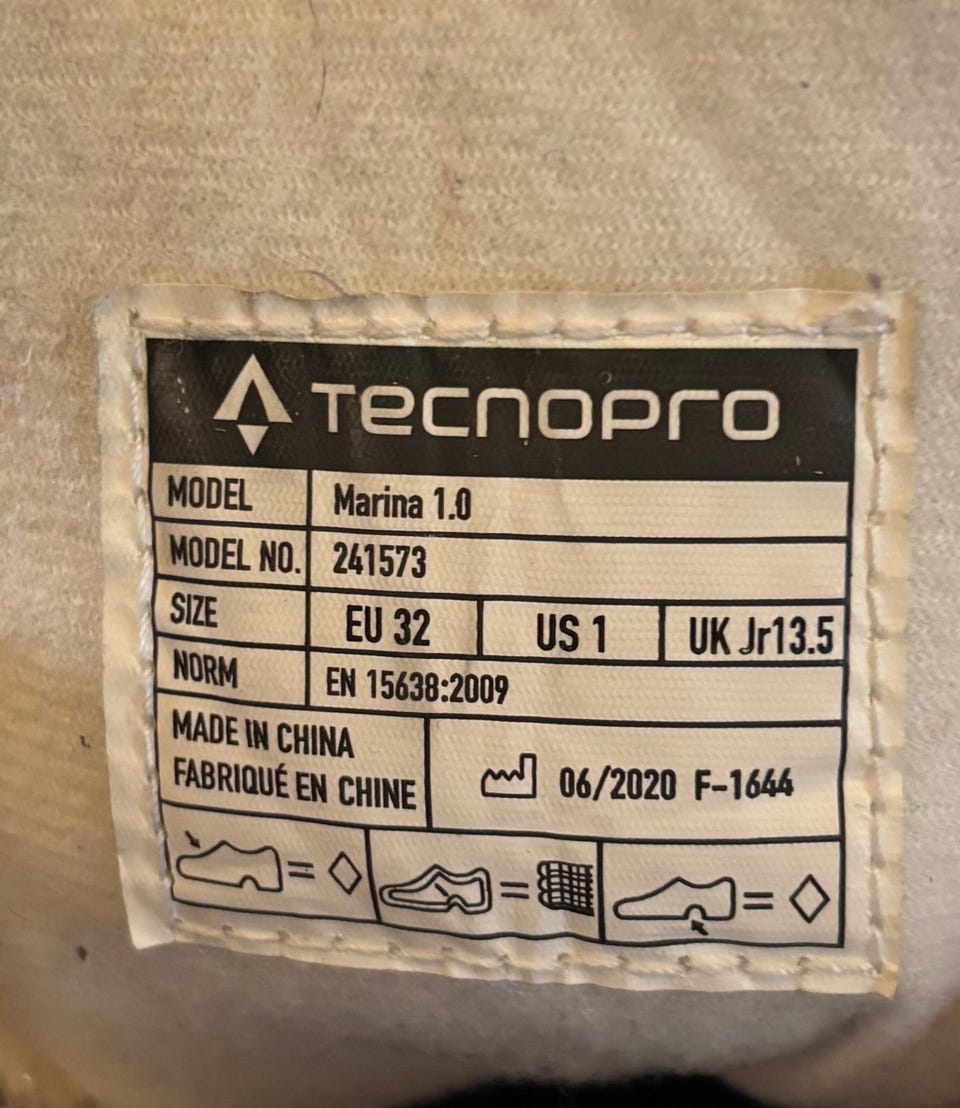 TECNOPRO
MODEL Marina 1.0
MODEL NO. 241573
SIZE EU 32 US 1 UK Jr13.5
NORM EN 15638:2009
MADE IN CHINA
FABRIQUÉ EN CHINE
06/2020 F-1644
= =  =